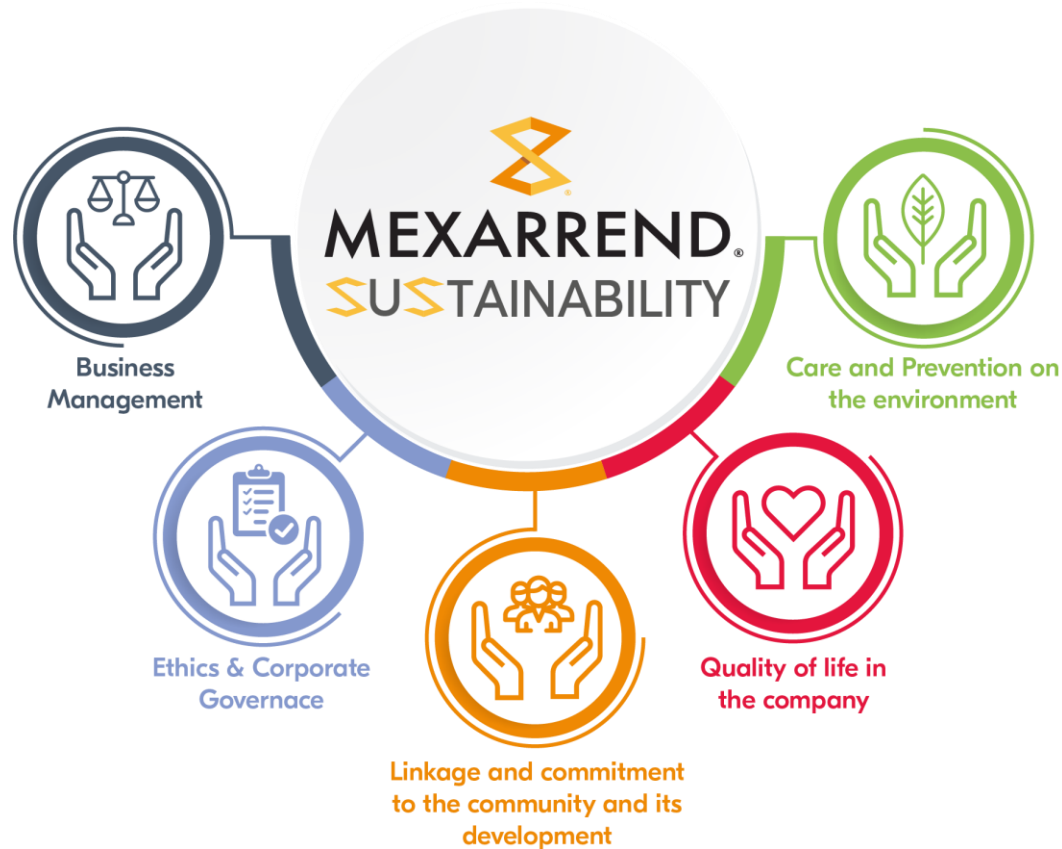 MEXARREND®
SUSTAINABILITY
Business
Management
Care and Prevention on
the environment
Ethics & Corporate
Governace
Quality of life in
the company
Linkage and commitment
to the community and its
development